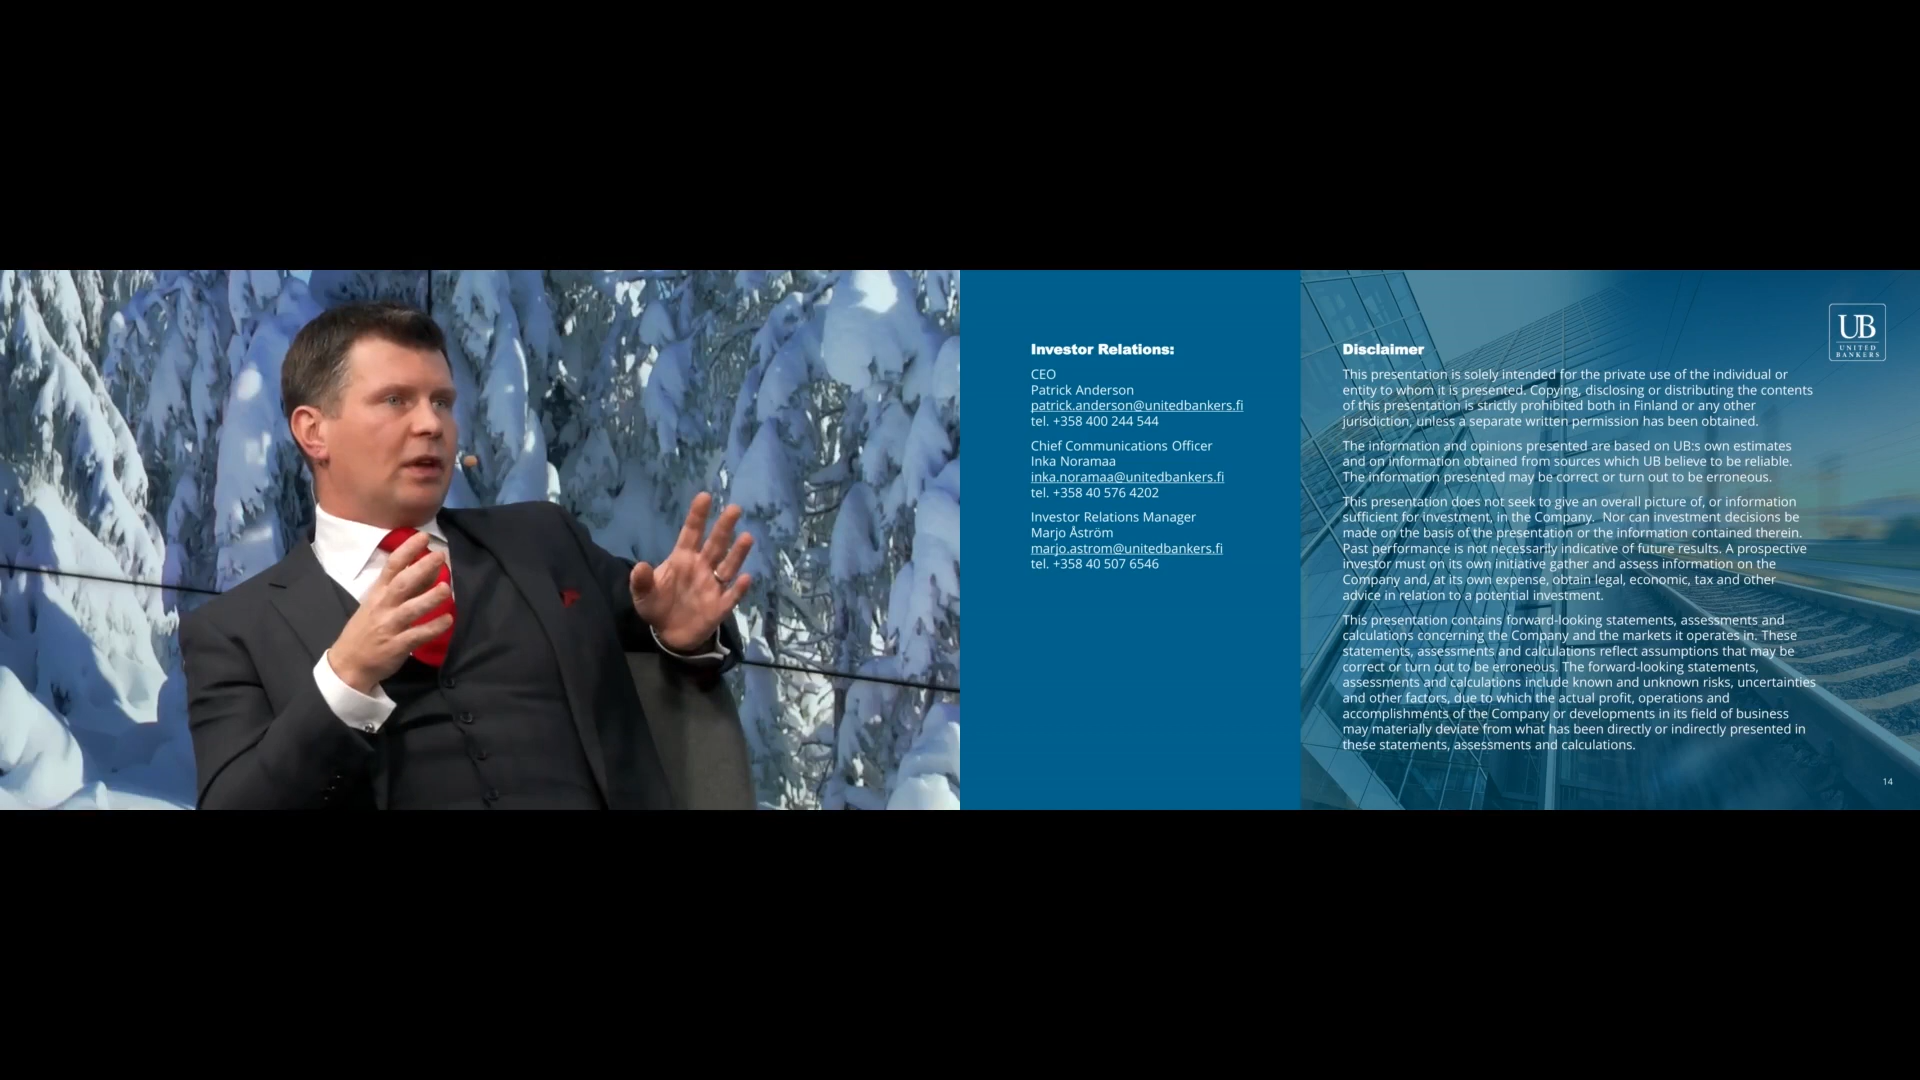 Investor Relations:
CEO
Patrick Anderson
patrick.anderson@unitedbankers.fi
tel. +358 400 244 544
Chief Communications Officer
Inka Noramaa
inka.noramaa@unitedbankers.fi
tel. +358 40 576 4202
Investor Relations Manager
Marjo Åström
marjo.astrom@unitedbankers.fi
tel. +358 40 507 6546
Disclaimer
This presentation is solely intended for the private use of the individual or
entity to whom it is presented. Copying, disclosing or distributing the contents
of this presentation is strictly prohibited both in Finland or any other
jurisdiction, unless a separate written permission has been obtained.
The information and opinions presented are based on UB:s own estimates
and on information obtained from sources which UB believe to be reliable.
The information presented may be correct or turn out to be erroneous.
This presentation does not seek to give an overall picture of, or information
sufficient for investment, in the Company.  Nor can investment decisions be
made on the basis of the presentation or the information contained therein.
Past performance is not necessarily indicative of future results. A prospective
investor must on its own initiative gather and assess information on the
Company and, at its own expense, obtain legal, economic, tax and other
advice in relation to a potential investment.
This presentation contains forward-looking statements, assessments and
calculations concerning the Company and the markets it operates in. These
statements, assessments and calculations reflect assumptions that may be
correct or turn out to be erroneous. The forward-looking statements,
assessments and calculations include known and unknown risks, uncertainties
and other factors, due to which the actual profit, operations and
accomplishments of the Company or developments in its field of business
may materially deviate from what has been directly or indirectly presented in
these statements, assessments and calculations.
UB
UNITED
BANKERS
14